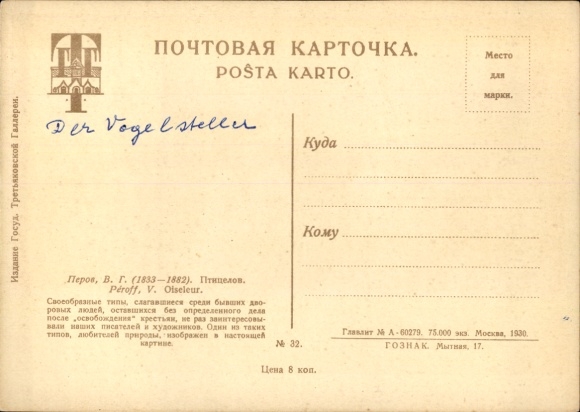 ПОЧТОВАЯ КАРТОЧКА.
POŜTA KARTO.
Место
для
марки.
Издание Госуд. Третьяковской Галлереи.
Der Vogelsteller
Куда
Кому
Перов, В. Г. (1833—1882). Птицелов.
Péroff, V. Oiseleur.
Своеобразные типы, слагавшиеся среди бывших дво-
ровых людей, оставшихся без определенного дела
после „освобождения" крестьян, не раз заинтересовы-
вали наших писателей и художников. Один из таких
типов, любителей природы, изображен в настоящей
картине.
№ 32.
Цена 8 коп.
Главлит № А-60279. 75.000 экз. Москва, 1930.
ГОЗНАК. Мытная, 17.